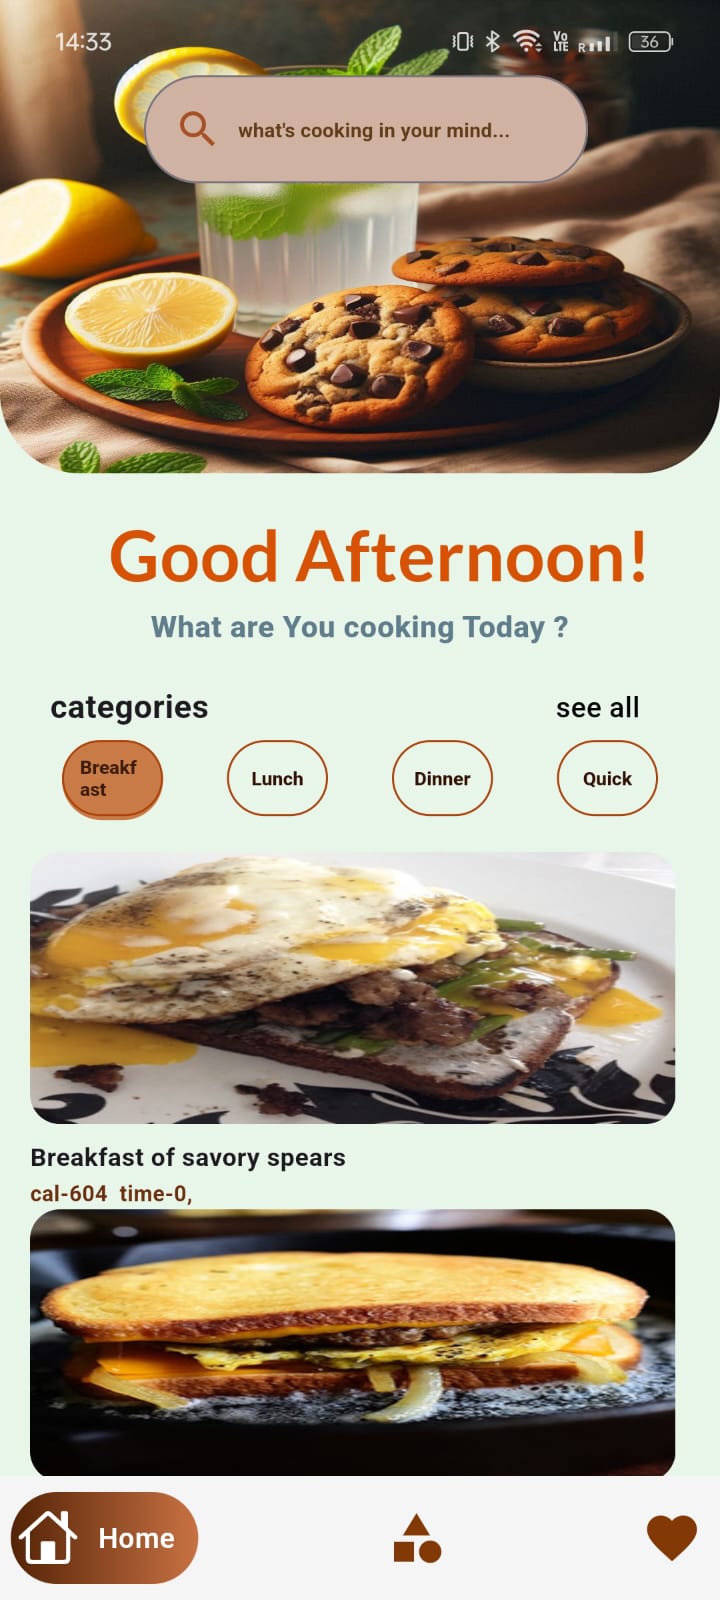 14:33
Vo
LTE
R
36
what's cooking in your mind...
Good Afternoon!
What are You cooking Today ?
categories
see all
Breakf
ast
Lunch
Dinner
Quick
Breakfast of savory spears
cal-604 time-0,
Home